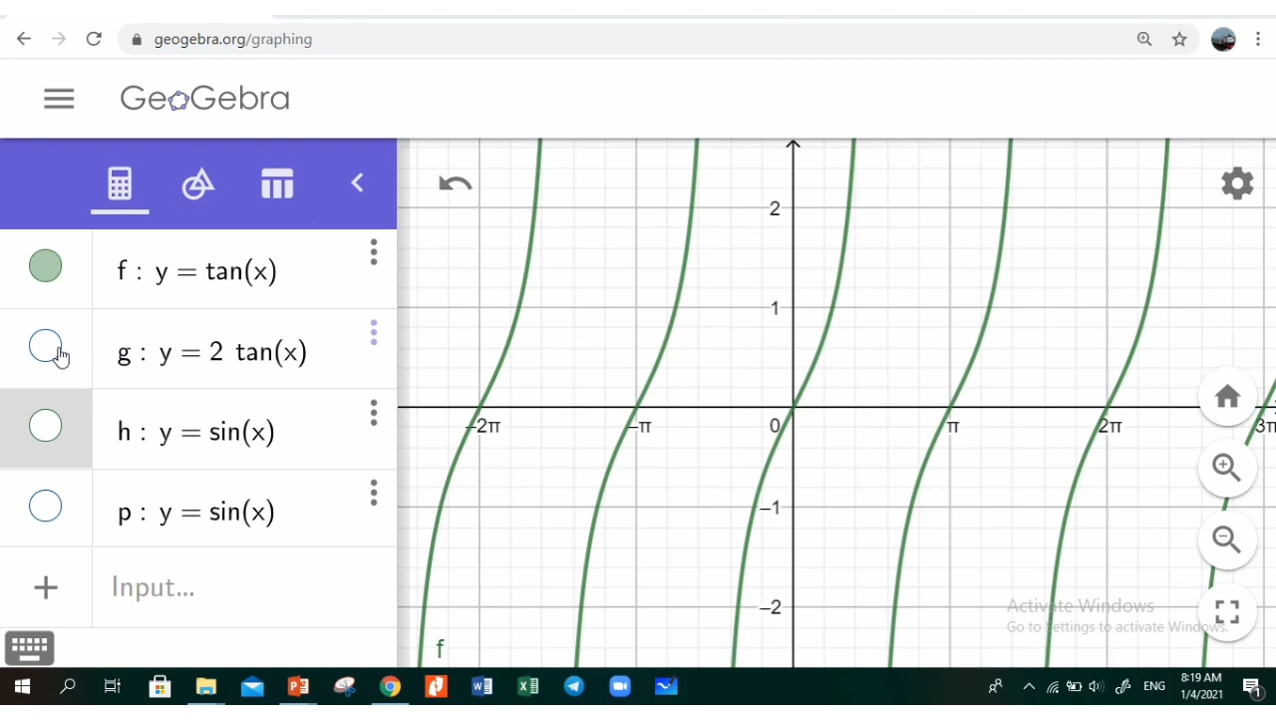 geogebra.org/graphing
GeoGebra
f : y = tan(x)
g : y = 2 tan(x)
h : y = sin(x)
p : y = sin(x)
Input...
2
1
-2π
-π
0
π
2π
3π
-1
-2
f
Activate Windows
Go to Settings to activate Windows.
ENG
8:19 AM
1/4/2021
1